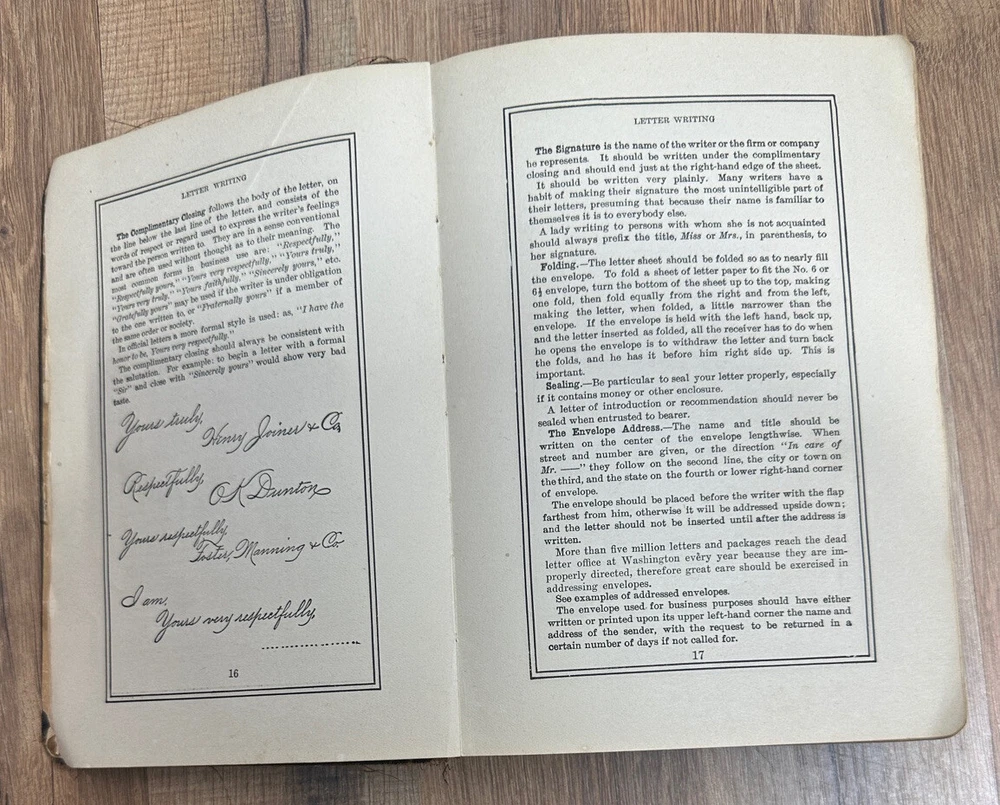 LETTER WRITING
The Complimentary Closing follows the body of the letter, on
the line below the last line of the letter, and consists of the
words of respect or regard used to express the writer's feelings
toward the person written to. They are in a sense conventional
and are often used without thought as to their meaning. The
most common forms in business use are: "Respectfully,"
"Respectfully yours," "Yours very respectfully," "Yours truly,"
"Yours very truly," "Yours faithfully," "Sincerely yours," etc.
"Gratefully yours" may be used if the writer is under obligation
to the one written to, or "Fraternally yours" if a member of
the same order or society.
In official letters a more formal style is used: as, "I have the
honor to be, Yours very respectfully."
The complimentary closing should always be consistent with
the salutation. For example: to begin a letter with a formal
"Sir" and close with "Sincerely yours" would show very bad
taste.
Yours truly,
Henry Joiner & Co.
Respectfully,
OK Dunton
Yours respectfully,
Foster, Manning & Co.
I am,
Yours very respectfully,
16
LETTER WRITING
The Signature is the name of the writer or the firm or company
he represents. It should be written under the complimentary
closing and should end just at the right-hand edge of the sheet.
It should be written very plainly. Many writers have a
habit of making their signature the most unintelligible part of
their letters, presuming that because their name is familiar to
themselves it is to everybody else.
A lady writing to persons with whom she is not acquainted
should always prefix the title, Miss or Mrs., in parenthesis, to
her signature.
Folding.—The letter sheet should be folded so as to nearly fill
the envelope. To fold a sheet of letter paper to fit the No. 6 or
6½ envelope, turn the bottom of the sheet up to the top, making
one fold, then fold equally from the right and from the left,
making the letter, when folded, a little narrower than the
envelope. If the envelope is held with the left hand, back up,
and the letter inserted as folded, all the receiver has to do when
he opens the envelope is to withdraw the letter and turn back
the folds, and he has it before him right side up. This is
important.
Sealing.—Be particular to seal your letter properly, especially
if it contains money or other enclosure.
A letter of introduction or recommendation should never be
sealed when entrusted to bearer.
The Envelope Address.—The name and title should be
written on the center of the envelope lengthwise. When
street and number are given, or the direction "In care of
Mr. ——" they follow on the second line, the city or town on
the third, and the state on the fourth or lower right-hand corner
of envelope.
The envelope should be placed before the writer with the flap
farthest from him, otherwise it will be addressed upside down;
and the letter should not be inserted until after the address is
written.
More than five million letters and packages reach the dead
letter office at Washington every year because they are im-
properly directed, therefore great care should be exercised in
addressing envelopes.
See examples of addressed envelopes.
The envelope used for business purposes should have either
written or printed upon its upper left-hand corner the name and
address of the sender, with the request to be returned in a
certain number of days if not called for.
17